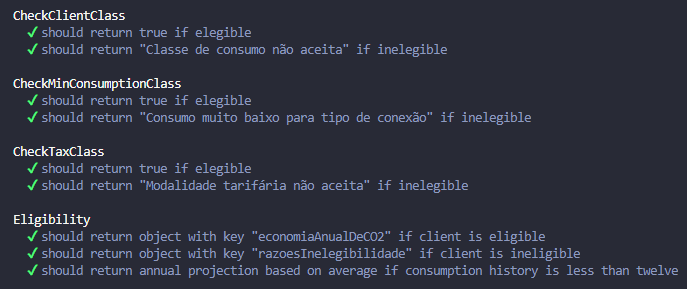 CheckClientClass
✓ should return true if elegible
✓ should return "Classe de consumo não aceita" if inelegible
CheckMinConsumptionClass
✓ should return true if elegible
✓ should return "Consumo muito baixo para tipo de conexão" if inelegible
CheckTaxClass
✓ should return true if elegible
✓ should return "Modalidade tarifária não aceita" if inelegible
Eligibility
✓ should return object with key "economiaAnualDeCO2" if client is eligible
✓ should return object with key "razoesInelegibilidade" if client is ineligible
✓ should return annual projection based on average if consumption history is less than twelve